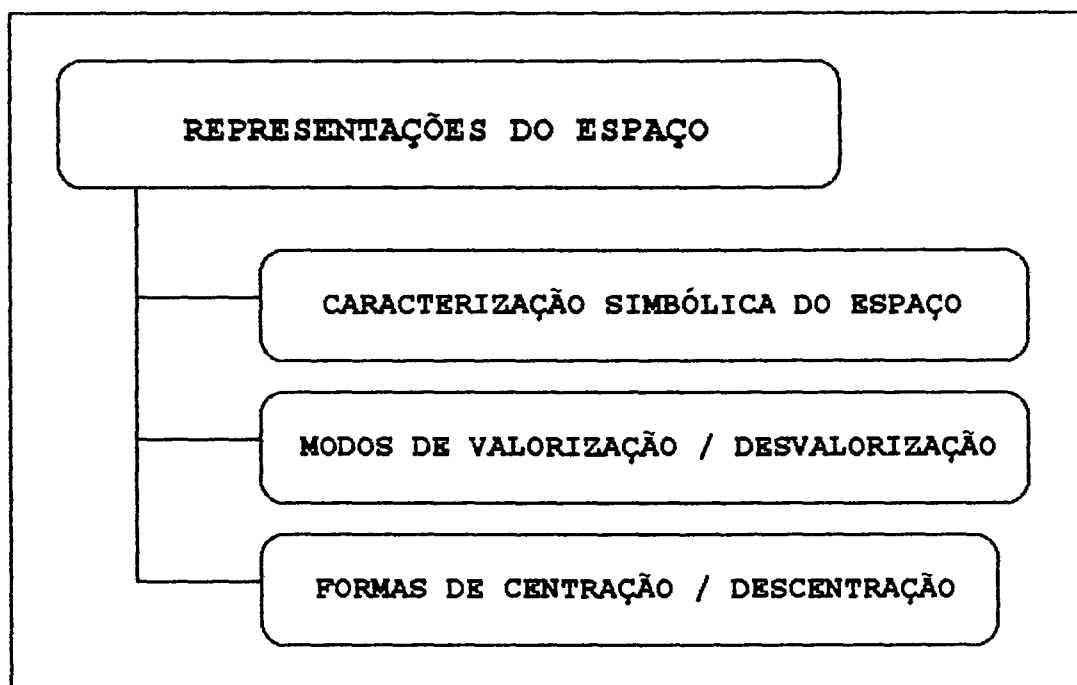 REPRESENTAÇÕES DO ESPAÇO
CARACTERIZAÇÃO SIMBÓLICA DO ESPAÇO
MODOS DE VALORIZAÇÃO / DESVALORIZAÇÃO
FORMAS DE CENTRAÇÃO / DESCENTRAÇÃO